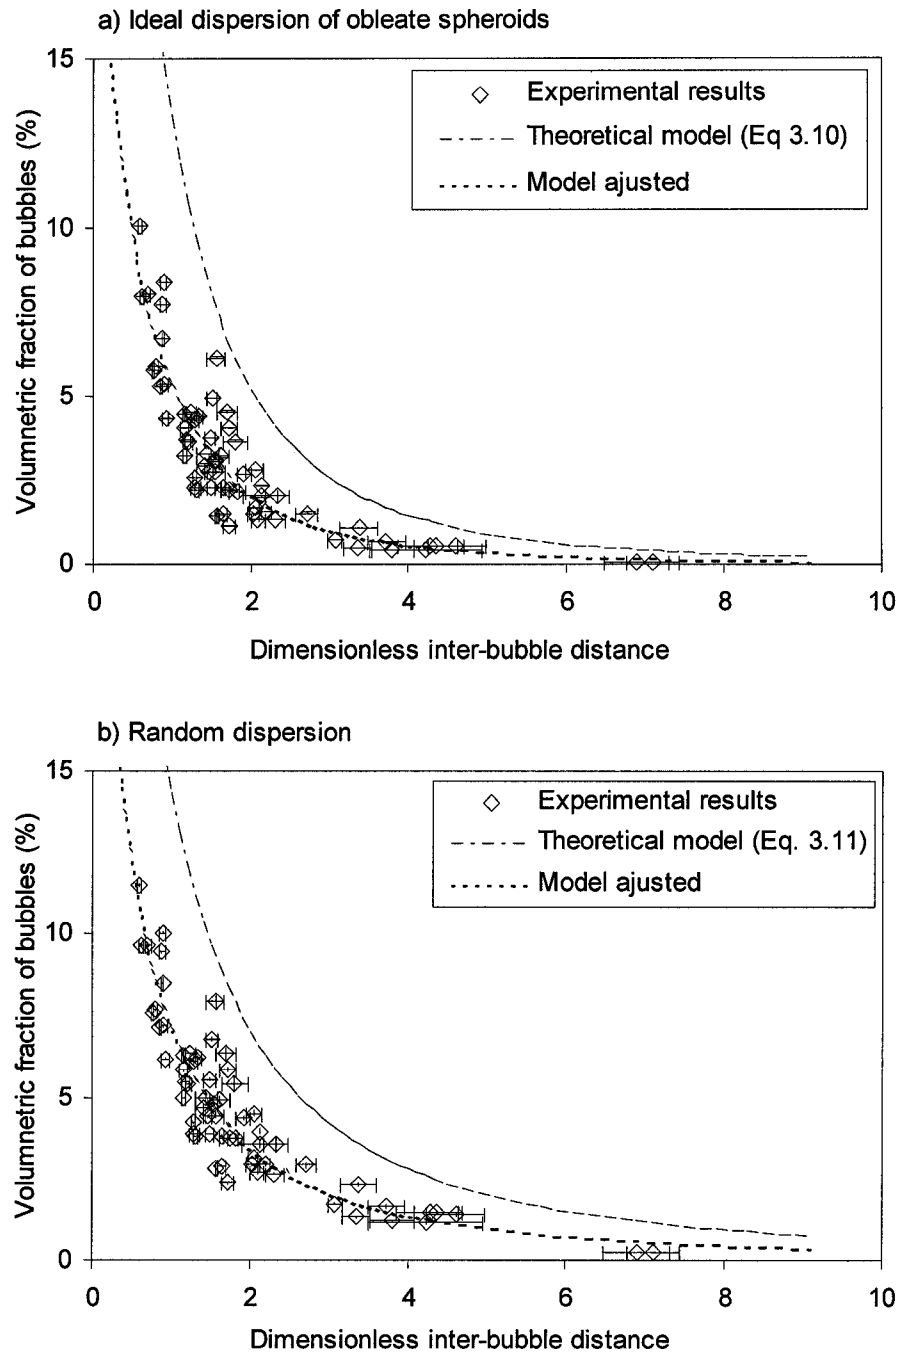 a) Ideal dispersion of obleate spheroids
15
10
5
0
Volumnetric fraction of bubbles (%)
Experimental results
Theoretical model (Eq 3.10)
Model ajusted
0 2 4 6 8 10
Dimensionless inter-bubble distance
b) Random dispersion
15
10
5
0
Volumnetric fraction of bubbles (%)
Experimental results
Theoretical model (Eq. 3.11)
Model ajusted
0 2 4 6 8 10
Dimensionless inter-bubble distance